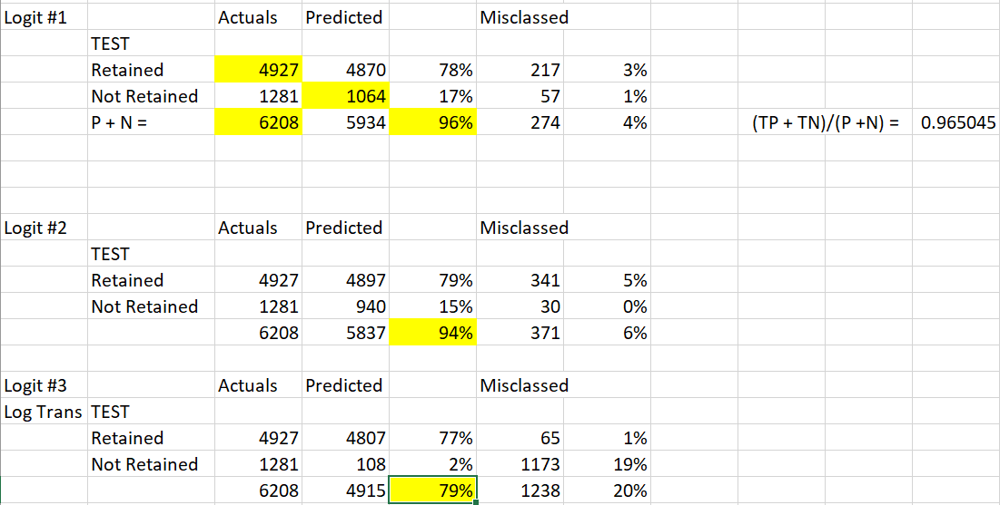 Logit #1 Actuals Predicted Misclassed
TEST
Retained 4927 4870 78% 217 3%
Not Retained 1281 1064 17% 57 1%
P + N = 6208 5934 96% 274 4% (TP + TN)/(P +N) = 0.965045
Logit #2 Actuals Predicted Misclassed
TEST
Retained 4927 4897 79% 341 5%
Not Retained 1281 940 15% 30 0%
6208 5837 94% 371 6%
Logit #3 Actuals Predicted Misclassed
Log Trans TEST
Retained 4927 4807 77% 65 1%
Not Retained 1281 108 2% 1173 19%
6208 4915 79% 1238 20%